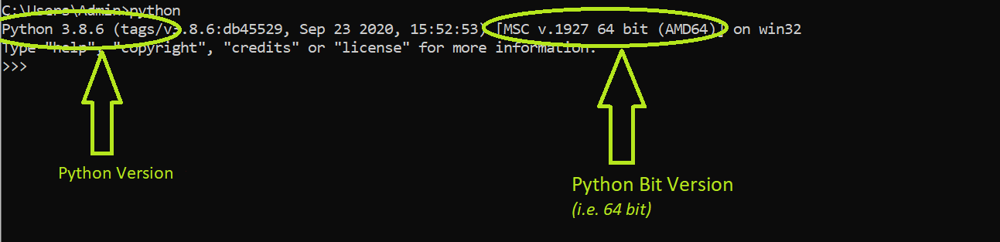 C:\Users\Admin>python
Python 3.8.6 (tags/v3.8.6:db45529, Sep 23 2020, 15:52:53) [MSC v.1927 64 bit (AMD64)] on win32
Type "help", "copyright", "credits" or "license" for more information.
>>>
Python Version
Python Bit Version
(i.e. 64 bit)